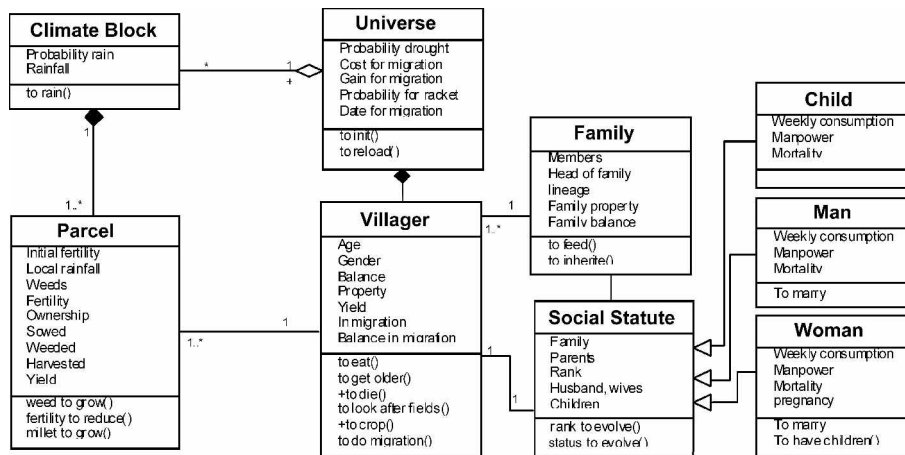 Climate Block
Probability rain
Rainfall
to rain()
*
1
+
Universe
Probability drought
Cost for migration
Gain for migration
Probability for racket
Date for migration
to init()
to reload()
1
1..*
Parcel
Initial fertility
Local rainfall
Weeds
Fertility
Ownership
Sowed
Weeded
Harvested
Yield
weed to grow()
fertility to reduce()
millet to grow()
1..*
1
Villager
Age
Gender
Balance
Property
Yield
In migration
Balance in migration
to eat()
to get older()
+to die()
to look after fields()
+to crop()
to do migration()
1
1..*
Family
Members
Head of family
lineage
Family property
Family balance
to feed()
to inherite()
1
1
Social Statute
Family
Parents
Rank
Husband, wives
Children
rank to evolve()
status to evolve()
Child
Weekly consumption
Manpower
Mortality
Man
Weekly consumption
Manpower
Mortality
To marry
Woman
Weekly consumption
Manpower
Mortality
pregnancy
To marry
To have children()